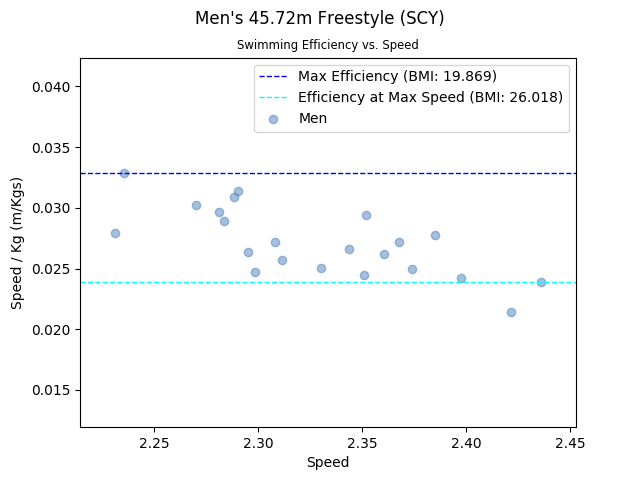 Men's 45.72m Freestyle (SCY)
Swimming Efficiency vs. Speed
Max Efficiency (BMI: 19.869)
Efficiency at Max Speed (BMI: 26.018)
Men
0.040
0.035
0.030
0.025
0.020
0.015
Speed / Kg (m/Kgs)
2.25
2.30
2.35
2.40
2.45
Speed